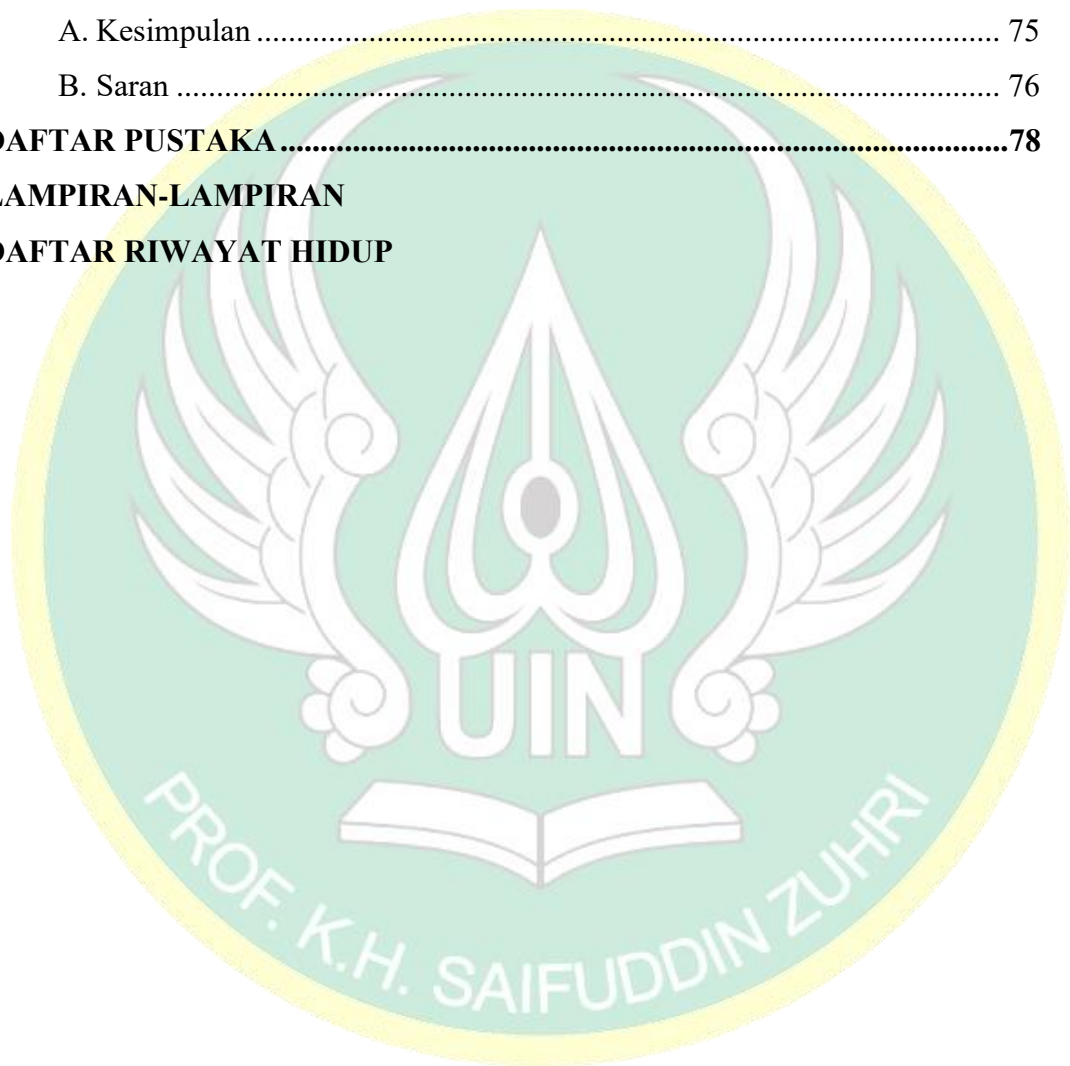 A. Kesimpulan ............................................................................................... 75
B. Saran ......................................................................................................... 76
DAFTAR PUSTAKA ............................................................................................78
LAMPIRAN-LAMPIRAN
DAFTAR RIWAYAT HIDUP
UIN
PROF. K.H. SAIFUDDIN ZUHRI